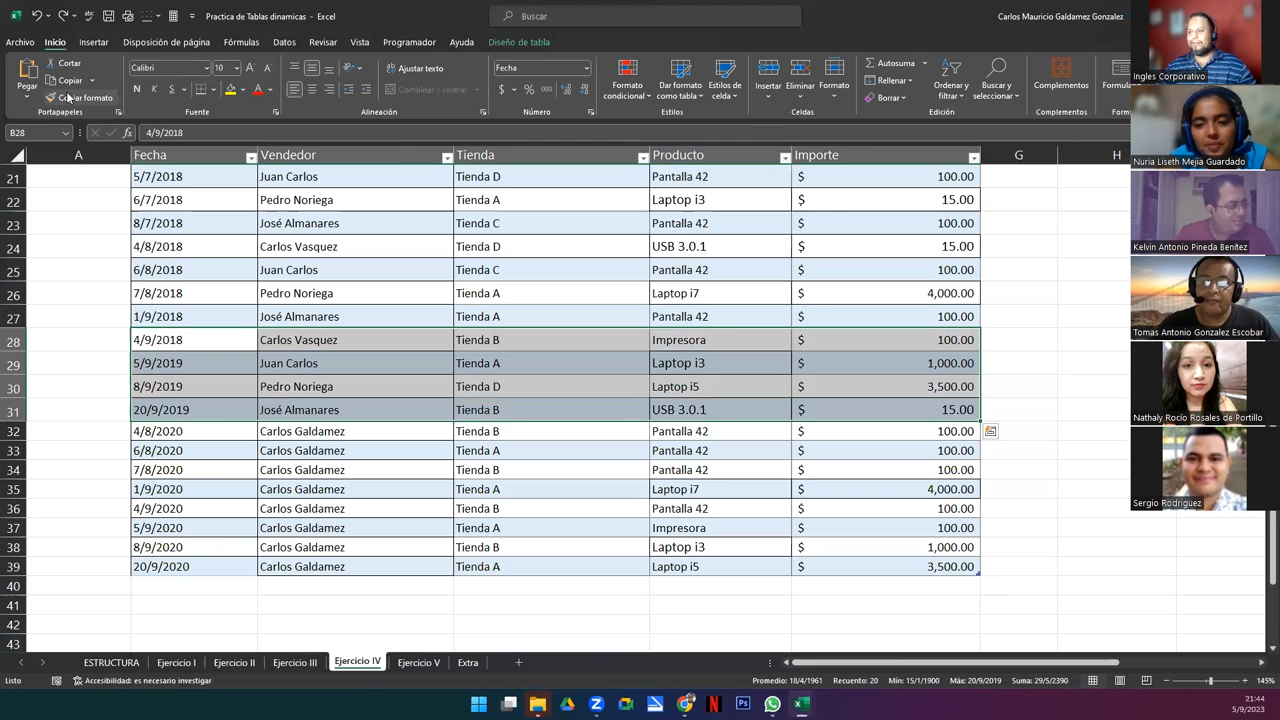 Practica de Tablas dinamicas - Excel
Buscar
Carlos Mauricio Galdamez Gonzalez
Archivo Inicio Insertar Disposición de página Fórmulas Datos Revisar Vista Programador Ayuda Diseño de tabla
Pegar
Cortar
Copiar
Copiar formato
Portapapeles
Calibri 10
N K S
Fuente
Ajustar texto
Combinar y centrar
Alineación
Fecha
$ % 000
Número
Formato condicional
Dar formato como tabla
Estilos de celda
Estilos
Insertar Eliminar Formato
Celdas
Autosuma
Rellenar
Borrar
Ordenar y filtrar
Buscar y seleccionar
Edición
Complementos
Complementos
B28 fx 4/9/2018
A G H
Fecha Vendedor Tienda Producto Importe
21 5/7/2018 Juan Carlos Tienda D Pantalla 42 $ 100.00
22 6/7/2018 Pedro Noriega Tienda A Laptop i3 $ 15.00
23 8/7/2018 José Almanares Tienda C Pantalla 42 $ 100.00
24 4/8/2018 Carlos Vasquez Tienda D USB 3.0.1 $ 15.00
25 6/8/2018 Juan Carlos Tienda C Pantalla 42 $ 100.00
26 7/8/2018 Pedro Noriega Tienda A Laptop i7 $ 4,000.00
27 1/9/2018 José Almanares Tienda A Pantalla 42 $ 100.00
28 4/9/2018 Carlos Vasquez Tienda B Impresora $ 100.00
29 5/9/2019 Juan Carlos Tienda A Laptop i3 $ 1,000.00
30 8/9/2019 Pedro Noriega Tienda D Laptop i5 $ 3,500.00
31 20/9/2019 José Almanares Tienda B USB 3.0.1 $ 15.00
32 4/8/2020 Carlos Galdamez Tienda B Pantalla 42 $ 100.00
33 6/8/2020 Carlos Galdamez Tienda A Pantalla 42 $ 100.00
34 7/8/2020 Carlos Galdamez Tienda B Pantalla 42 $ 100.00
35 1/9/2020 Carlos Galdamez Tienda A Laptop i7 $ 4,000.00
36 4/9/2020 Carlos Galdamez Tienda B Pantalla 42 $ 100.00
37 5/9/2020 Carlos Galdamez Tienda A Impresora $ 100.00
38 8/9/2020 Carlos Galdamez Tienda B Laptop i3 $ 1,000.00
39 20/9/2020 Carlos Galdamez Tienda A Laptop i5 $ 3,500.00
40
41
42
43
ESTRUCTURA Ejercicio I Ejercicio II Ejercicio III Ejercicio IV Ejercicio V Extra
Listo Accesibilidad: es necesario investigar Promedio: 18/4/1961 Recuento: 20 Mín: 15/1/1900 Máx: 20/9/2019 Suma: 29/5/2390 145%
21:44
5/9/2023
Ingles Corporativo
Nuria Liseth Mejia Guardado
Kelvin Antonio Pineda Benítez
Tomas Antonio Gonzalez Escobar
Nathaly Rocío Rosales de Portillo
Sergio Rodriguez